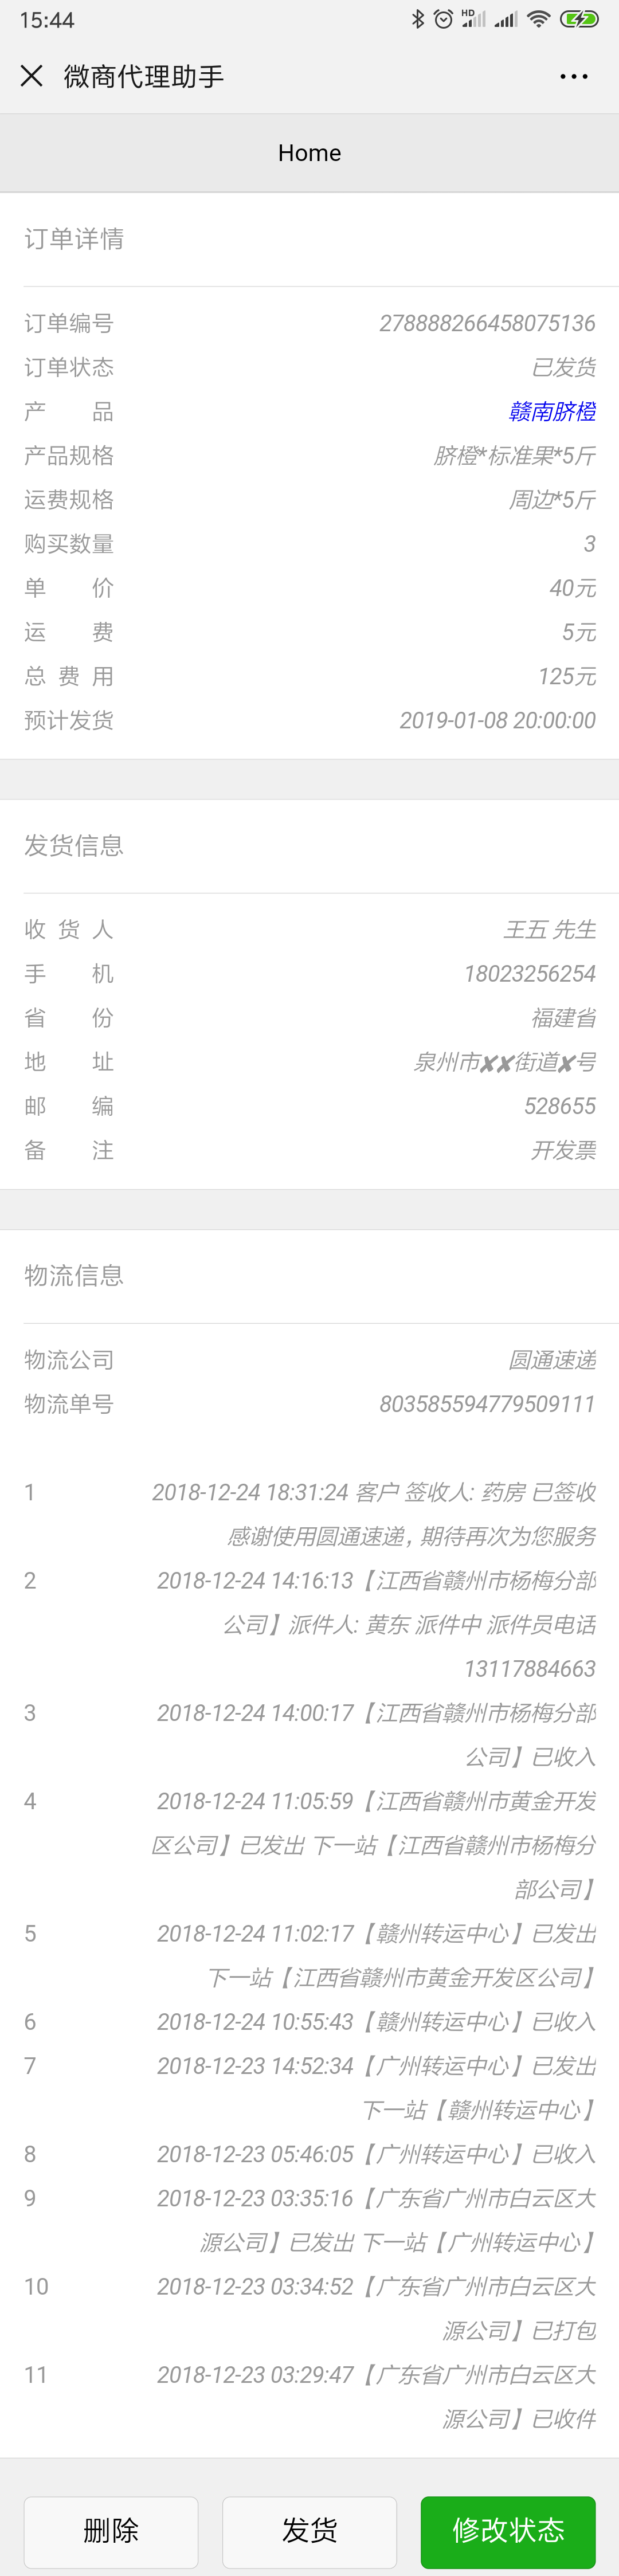 15:44
HD
微商代理助手
Home
订单详情
订单编号 278888266458075136
订单状态 已发货
产 品 赣南脐橙
产品规格 脐橙*标准果*5斤
运费规格 周边*5斤
购买数量 3
单 价 40元
运 费 5元
总 费 用 125元
预计发货 2019-01-08 20:00:00
发货信息
收 货 人 王五 先生
手 机 18023256254
省 份 福建省
地 址 泉州市✘✘街道✘号
邮 编 528655
备 注 开发票
物流信息
物流公司 圆通速递
物流单号 803585594779509111
1 2018-12-24 18:31:24 客户 签收人: 药房 已签收
感谢使用圆通速递，期待再次为您服务
2 2018-12-24 14:16:13【江西省赣州市杨梅分部
公司】派件人: 黄东 派件中 派件员电话
13117884663
3 2018-12-24 14:00:17【江西省赣州市杨梅分部
公司】已收入
4 2018-12-24 11:05:59【江西省赣州市黄金开发
区公司】已发出 下一站【江西省赣州市杨梅分
部公司】
5 2018-12-24 11:02:17【赣州转运中心】已发出
下一站【江西省赣州市黄金开发区公司】
6 2018-12-24 10:55:43【赣州转运中心】已收入
7 2018-12-23 14:52:34【广州转运中心】已发出
下一站【赣州转运中心】
8 2018-12-23 05:46:05【广州转运中心】已收入
9 2018-12-23 03:35:16【广东省广州市白云区大
源公司】已发出 下一站【广州转运中心】
10 2018-12-23 03:34:52【广东省广州市白云区大
源公司】已打包
11 2018-12-23 03:29:47【广东省广州市白云区大
源公司】已收件
删除 发货 修改状态